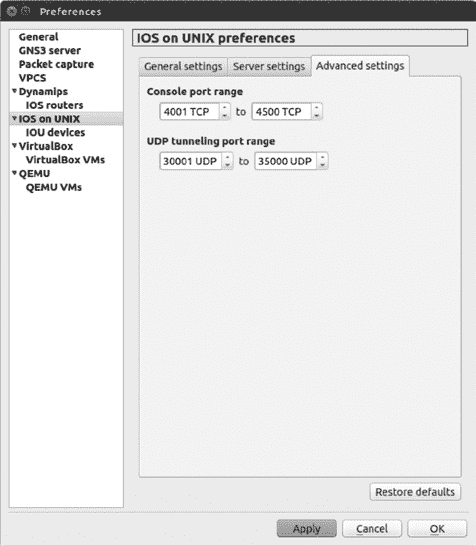 Preferences
General
GNS3 server
Packet capture
VPCS
Dynamips
IOS routers
IOS on UNIX
IOU devices
VirtualBox
VirtualBox VMs
QEMU
QEMU VMs
IOS on UNIX preferences
General settings Server settings Advanced settings
Console port range
4001 TCP to 4500 TCP
UDP tunneling port range
30001 UDP to 35000 UDP
Restore defaults
Apply Cancel OK